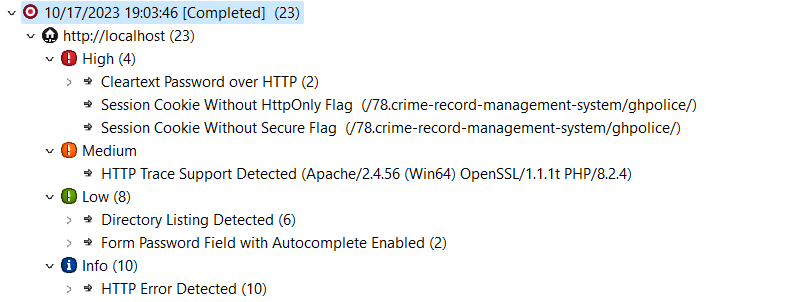 10/17/2023 19:03:46 [Completed] (23)
http://localhost (23)
High (4)
Cleartext Password over HTTP (2)
Session Cookie Without HttpOnly Flag (/78.crime-record-management-system/ghpolice/)
Session Cookie Without Secure Flag (/78.crime-record-management-system/ghpolice/)
Medium
HTTP Trace Support Detected (Apache/2.4.56 (Win64) OpenSSL/1.1.1t PHP/8.2.4)
Low (8)
Directory Listing Detected (6)
Form Password Field with Autocomplete Enabled (2)
Info (10)
HTTP Error Detected (10)